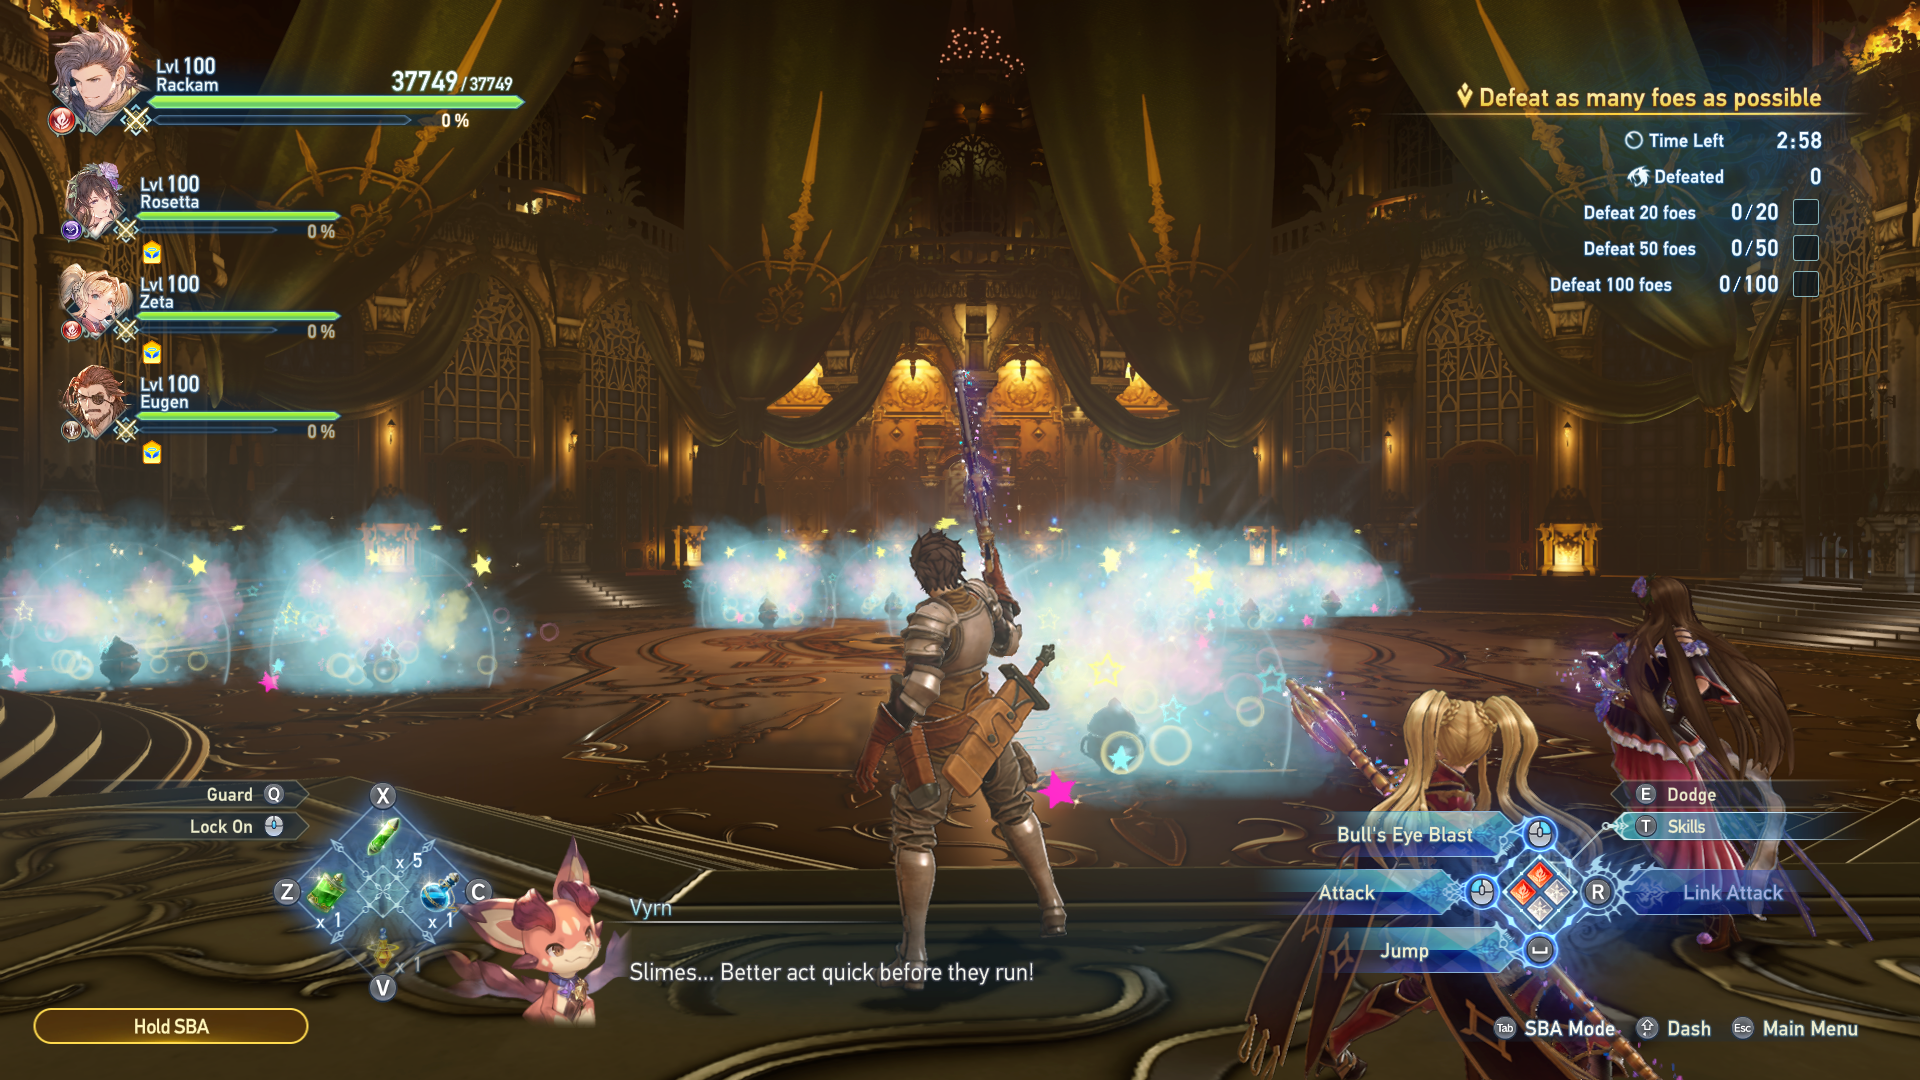 Lvl 100
Rackam
37749/37749
0 %
Lvl 100
Rosetta
0 %
Lvl 100
Zeta
0 %
Lvl 100
Eugen
0 %
Defeat as many foes as possible
Time Left 2:58
Defeated 0
Defeat 20 foes 0/20
Defeat 50 foes 0/50
Defeat 100 foes 0/100
Guard Q
Lock On
X
x 5
Z
x 1
C
x 1
x 1
V
Hold SBA
Vyrn
Slimes... Better act quick before they run!
E Dodge
T Skills
Bull's Eye Blast
Attack
R Link Attack
Jump
Tab SBA Mode
Dash
Esc Main Menu